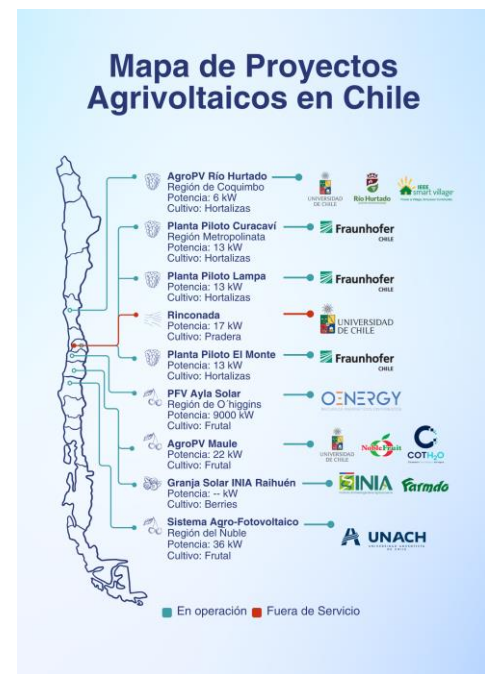 Mapa de Proyectos
Agrivoltaicos en Chile
AgroPV Río Hurtado
Región de Coquimbo
Potencia: 6 kW
Cultivo: Hortalizas
UNIVERSIDAD
DE CHILE
Río Hurtado
IEEE
smart village
Planta Piloto Curacaví
Región Metropolinata
Potencia: 13 kW
Cultivo: Hortalizas
Fraunhofer
CHILE
Planta Piloto Lampa
Potencia: 13 kW
Cultivo: Hortalizas
Fraunhofer
CHILE
Rinconada
Potencia: 17 kW
Cultivo: Pradera
UNIVERSIDAD
DE CHILE
Planta Piloto El Monte
Potencia: 13 kW
Cultivo: Hortalizas
Fraunhofer
CHILE
PFV Ayla Solar
Región de O´higgins
Potencia: 9000 kW
Cultivo: Frutal
OENERGY
AgroPV Maule
Potencia: 22 kW
Cultivo: Frutal
UNIVERSIDAD
DE CHILE
NobleFruit
COTH2O
Granja Solar INIA Raihuén
Potencia: -- kW
Cultivo: Berries
INIA
Farmdo
Sistema Agro-Fotovoltaico
Región del Ñuble
Potencia: 36 kW
Cultivo: Frutal
UNACH
En operación
Fuera de Servicio